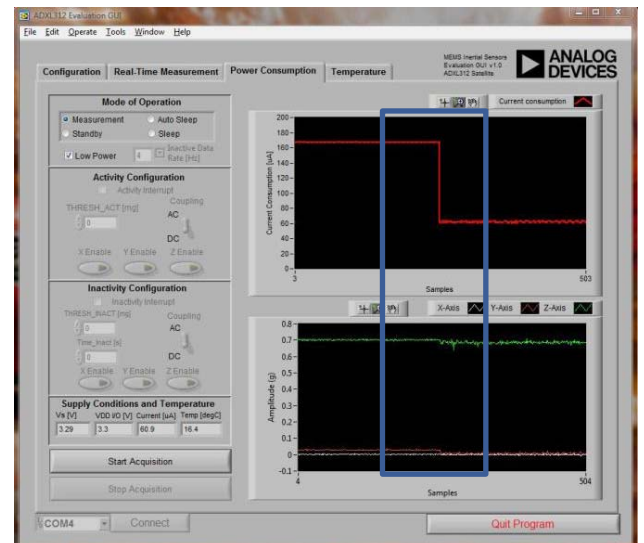 ADXL312 Evaluation GUI
File Edit Operate Tools Window Help
MEMS Inertial Sensors
Evaluation GUI v1.0
ADXL312 Satellite
ANALOG
DEVICES
Configuration Real-Time Measurement Power Consumption Temperature
Mode of Operation
Measurement Auto Sleep
Standby Sleep
Low Power 4 Inactive Data
Rate [Hz]
Activity Configuration
Activity Interrupt
THRESH_ACT [mg] Coupling
0 AC
DC
X Enable Y Enable Z Enable
Inactivity Configuration
Inactivity Interrupt
THRESH_INACT [mg] Coupling
0 AC
Time_Inact [s]
0 DC
X Enable Y Enable Z Enable
Supply Conditions and Temperature
Vs [V] VDD I/O [V] Current [uA] Temp [degC]
3.29 3.3 60.9 16.4
Start Acquisition
Stop Acquisition
Current consumption
Current Consumption [uA]
200
180
160
140
120
100
80
60
40
20
0
3 503
Samples
X-Axis Y-Axis Z-Axis
Amplitude (g)
0.8
0.7
0.6
0.5
0.4
0.3
0.2
0.1
0
-0.1
4 504
Samples
COM4 Connect Quit Program